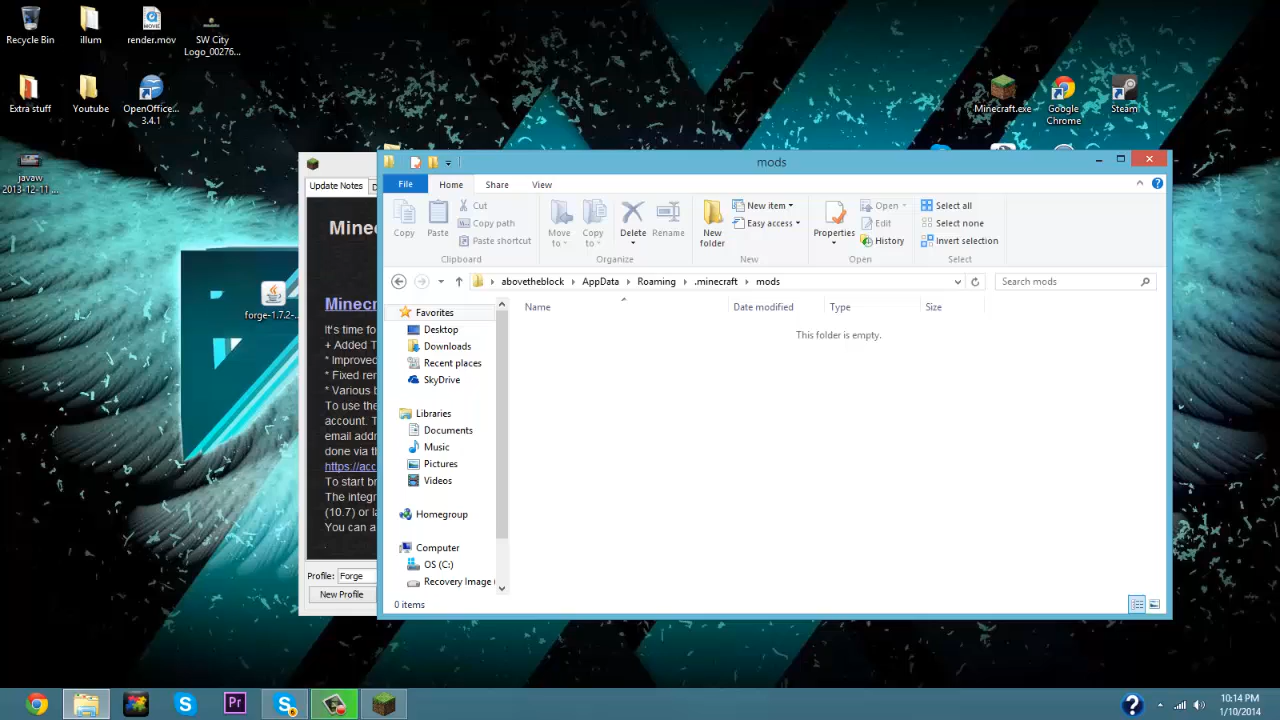 Recycle Bin
illum
render.mov
SW City
Logo_00276...
Extra stuff
Youtube
OpenOffice...
3.4.1
javaw
2013-12-11 ...
Minecraft.exe
Google
Chrome
Steam
forge-1.7.2-...
Update Notes
Minec
Minecr
It's time fo
+ Added T
* Improved
* Fixed ren
* Various b
To use the
account. T
email addr
done via th
https://acc
To start br
The integr
(10.7) or la
You can a
Profile: Forge
New Profile
mods
File
Home
Share
View
Copy
Paste
Cut
Copy path
Paste shortcut
Clipboard
Move
to
Copy
to
Delete
Rename
Organize
New
folder
New item
Easy access
New
Properties
Open
Edit
History
Open
Select all
Select none
Invert selection
Select
abovetheblock
AppData
Roaming
.minecraft
mods
Search mods
Name
Date modified
Type
Size
This folder is empty.
Favorites
Desktop
Downloads
Recent places
SkyDrive
Libraries
Documents
Music
Pictures
Videos
Homegroup
Computer
OS (C:)
Recovery Image
0 items
Pr
10:14 PM
1/10/2014